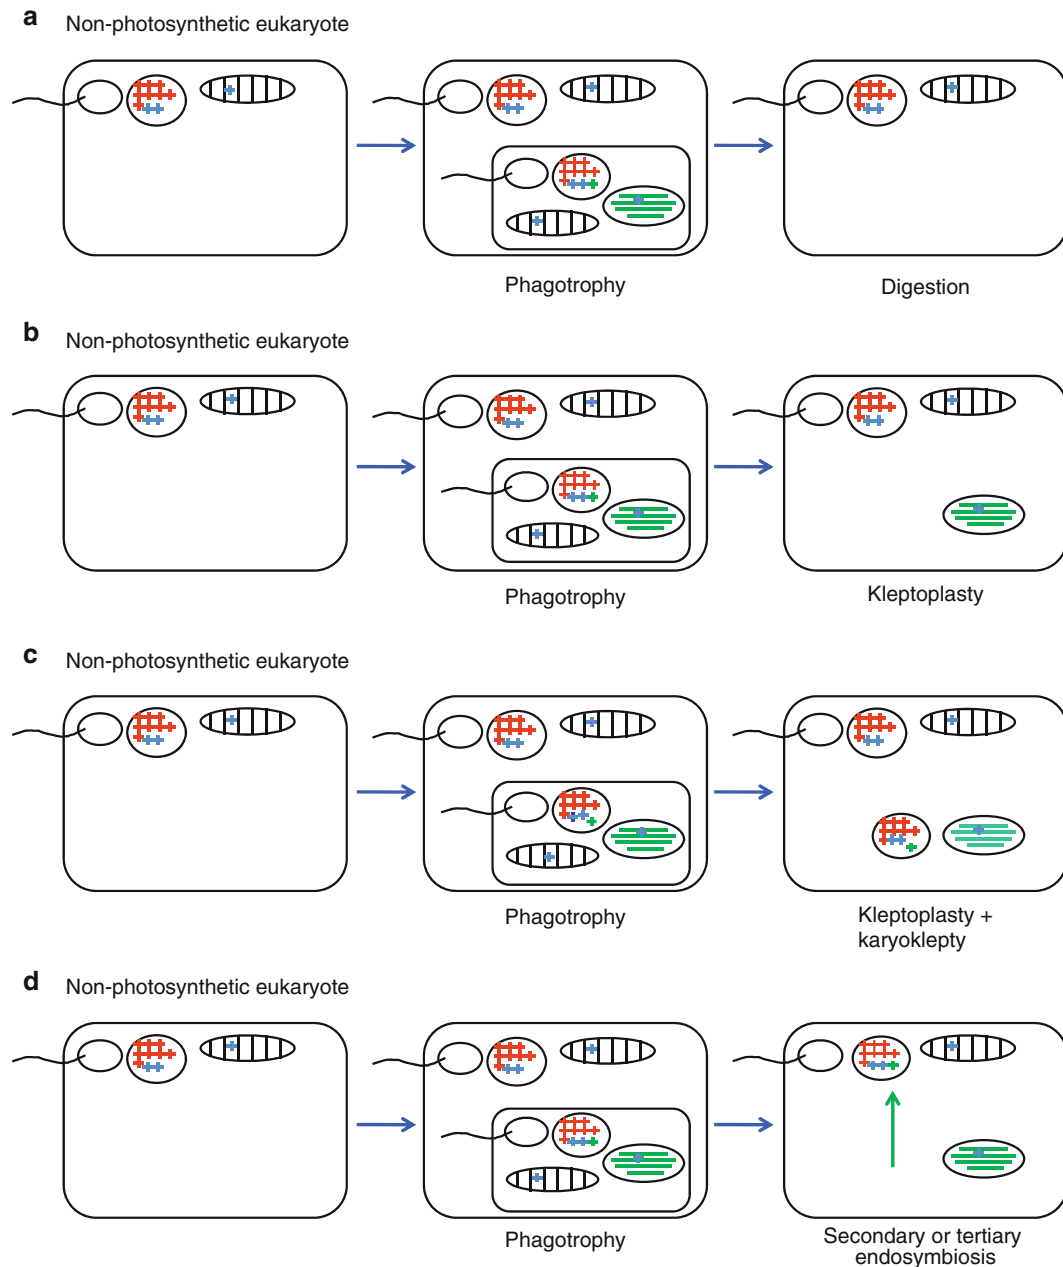 a
Non-photosynthetic eukaryote
Phagotrophy
Digestion
b
Non-photosynthetic eukaryote
Phagotrophy
Kleptoplasty
c
Non-photosynthetic eukaryote
Phagotrophy
Kleptoplasty +
karyoklepty
d
Non-photosynthetic eukaryote
Phagotrophy
Secondary or tertiary
endosymbiosis